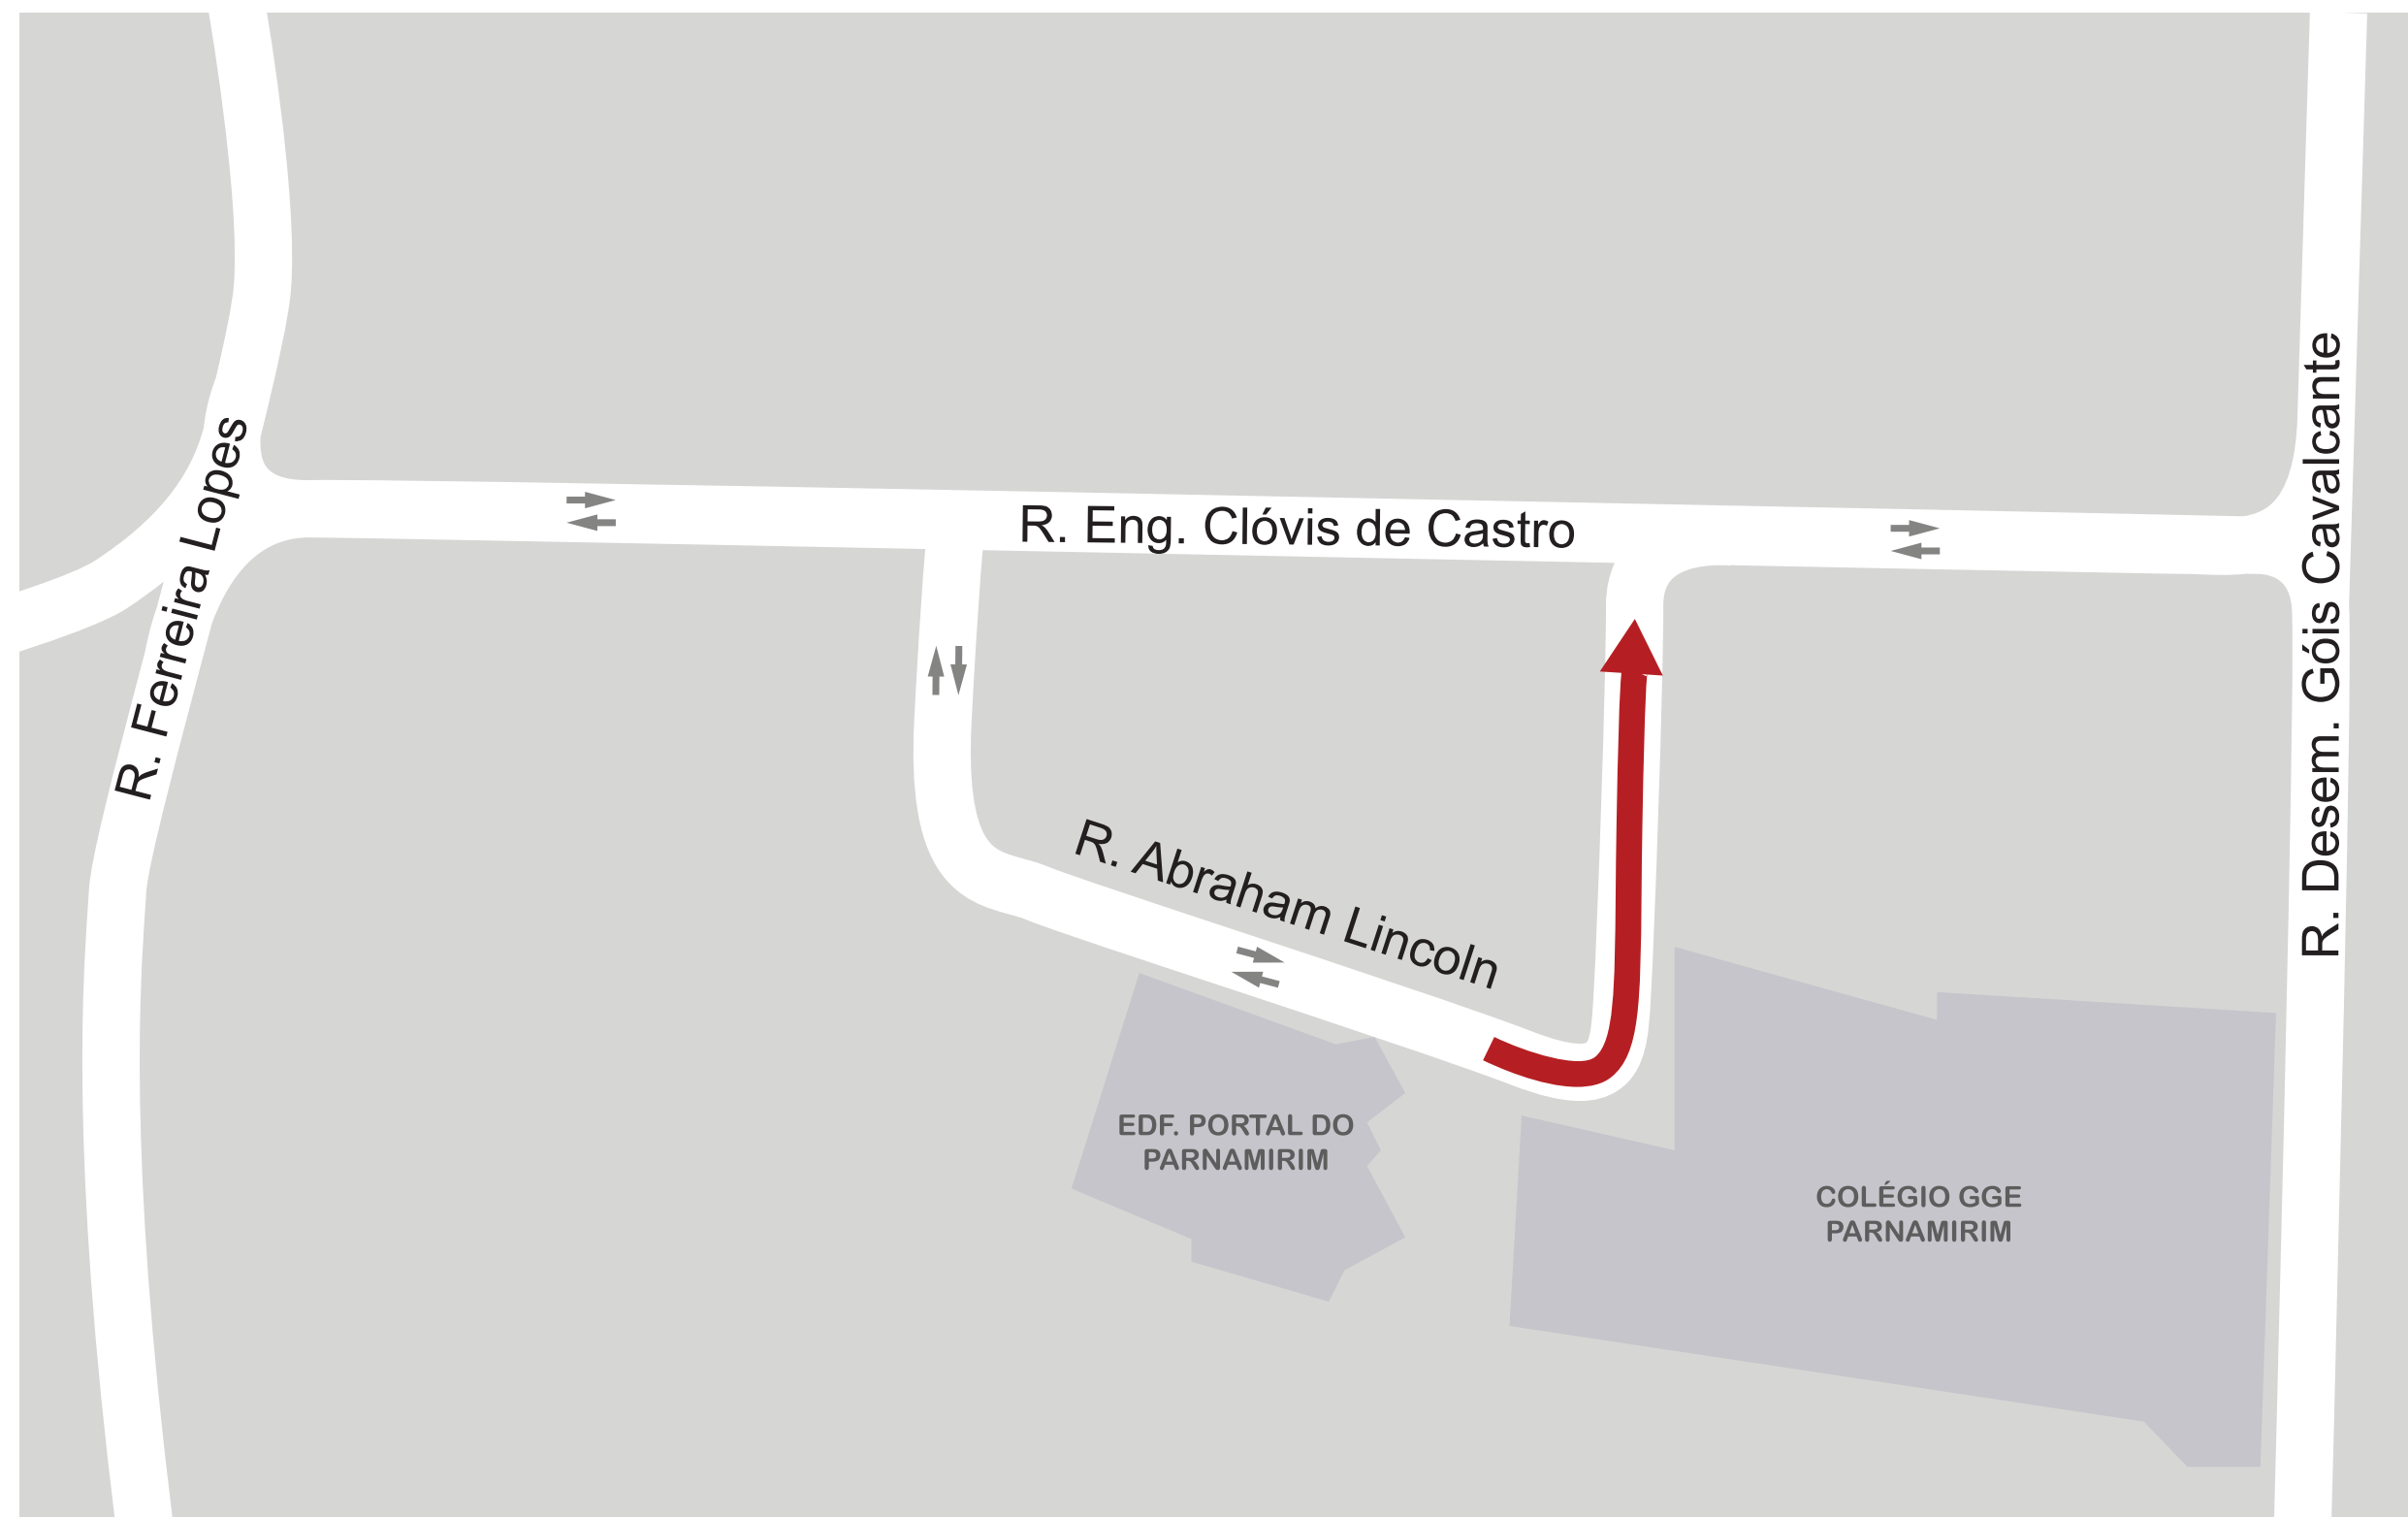 R. Ferreira Lopes
R. Eng. Clóvis de Castro
R. Desem. Góis Cavalcante
R. Abraham Lincoln
EDF. PORTAL DO
PARNAMIRIM
COLÉGIO GGE
PARNAMIRIM